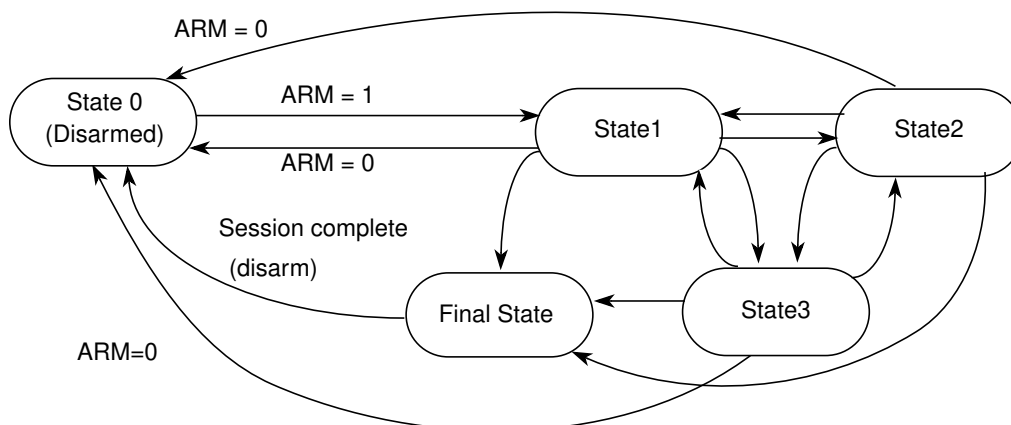 ARM = 0
State 0
(Disarmed)
ARM = 1
State1
State2
ARM = 0
Session complete
(disarm)
Final State
State3
ARM=0